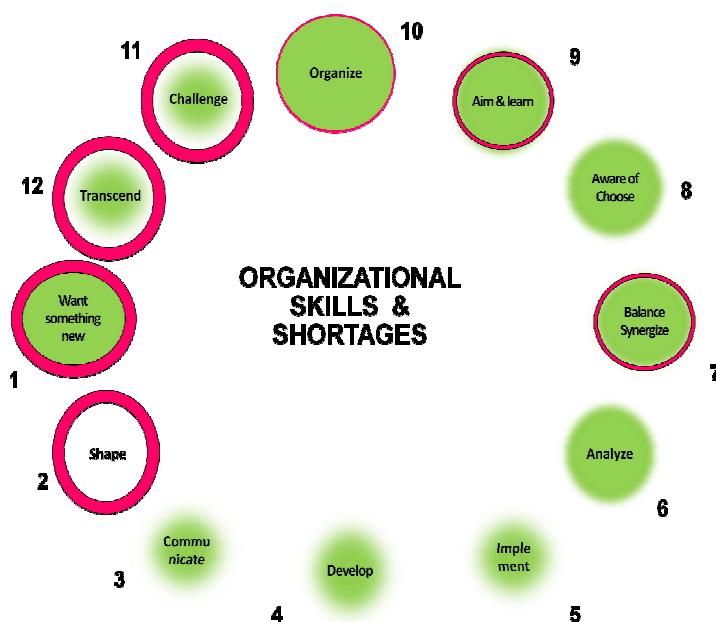 10
Organize
11
Challenge
9
Aim & learn
12
Transcend
8
Aware of
Choose
ORGANIZATIONAL
SKILLS &
SHORTAGES
1
Want
something
new
7
Balance
Synergize
2
Shape
6
Analyze
3
Commu
nicate
4
Develop
5
Imple
ment